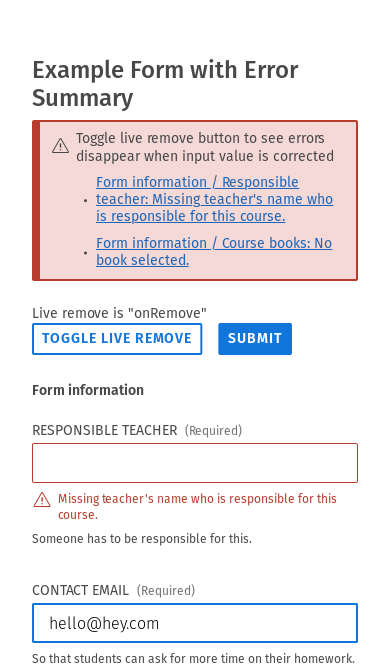 Example Form with Error
Summary
Toggle live remove button to see errors
disappear when input value is corrected
Form information / Responsible
teacher: Missing teacher's name who
is responsible for this course.
Form information / Course books: No
book selected.
Live remove is "onRemove"
TOGGLE LIVE REMOVE SUBMIT
Form information
RESPONSIBLE TEACHER (Required)
Missing teacher's name who is responsible for this
course.
Someone has to be responsible for this.
CONTACT EMAIL (Required)
hello@hey.com
So that students can ask for more time on their homework.